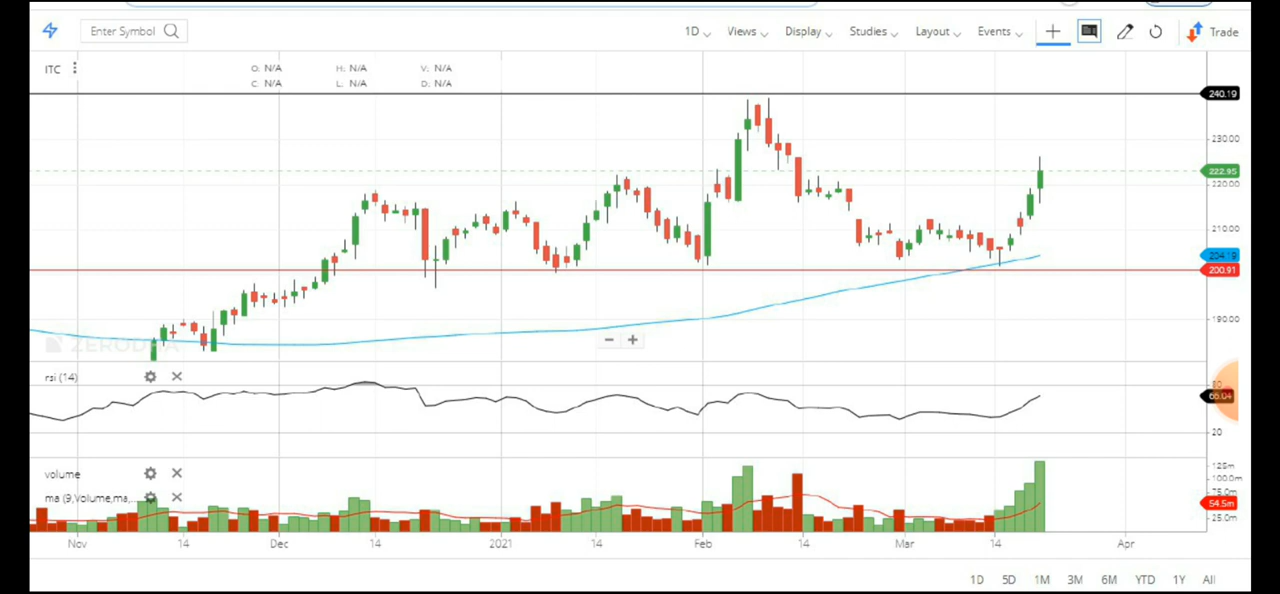 Enter Symbol 1D Views Display Studies Layout Events Trade
ITC O: N/A H: N/A V: N/A
C: N/A L: N/A D: N/A
240.19
230.00
222.95
220.00
210.00
204.19
200.91
190.00
ZERODHA
rsi (14)
80
66.04
20
volume
125m
100.0m
ma (9,Volume,ma,...
75.0m
54.5m
25.0m
Nov 14 Dec 14 2021 14 Feb 14 Mar 14 Apr
1D 5D 1M 3M 6M YTD 1Y All